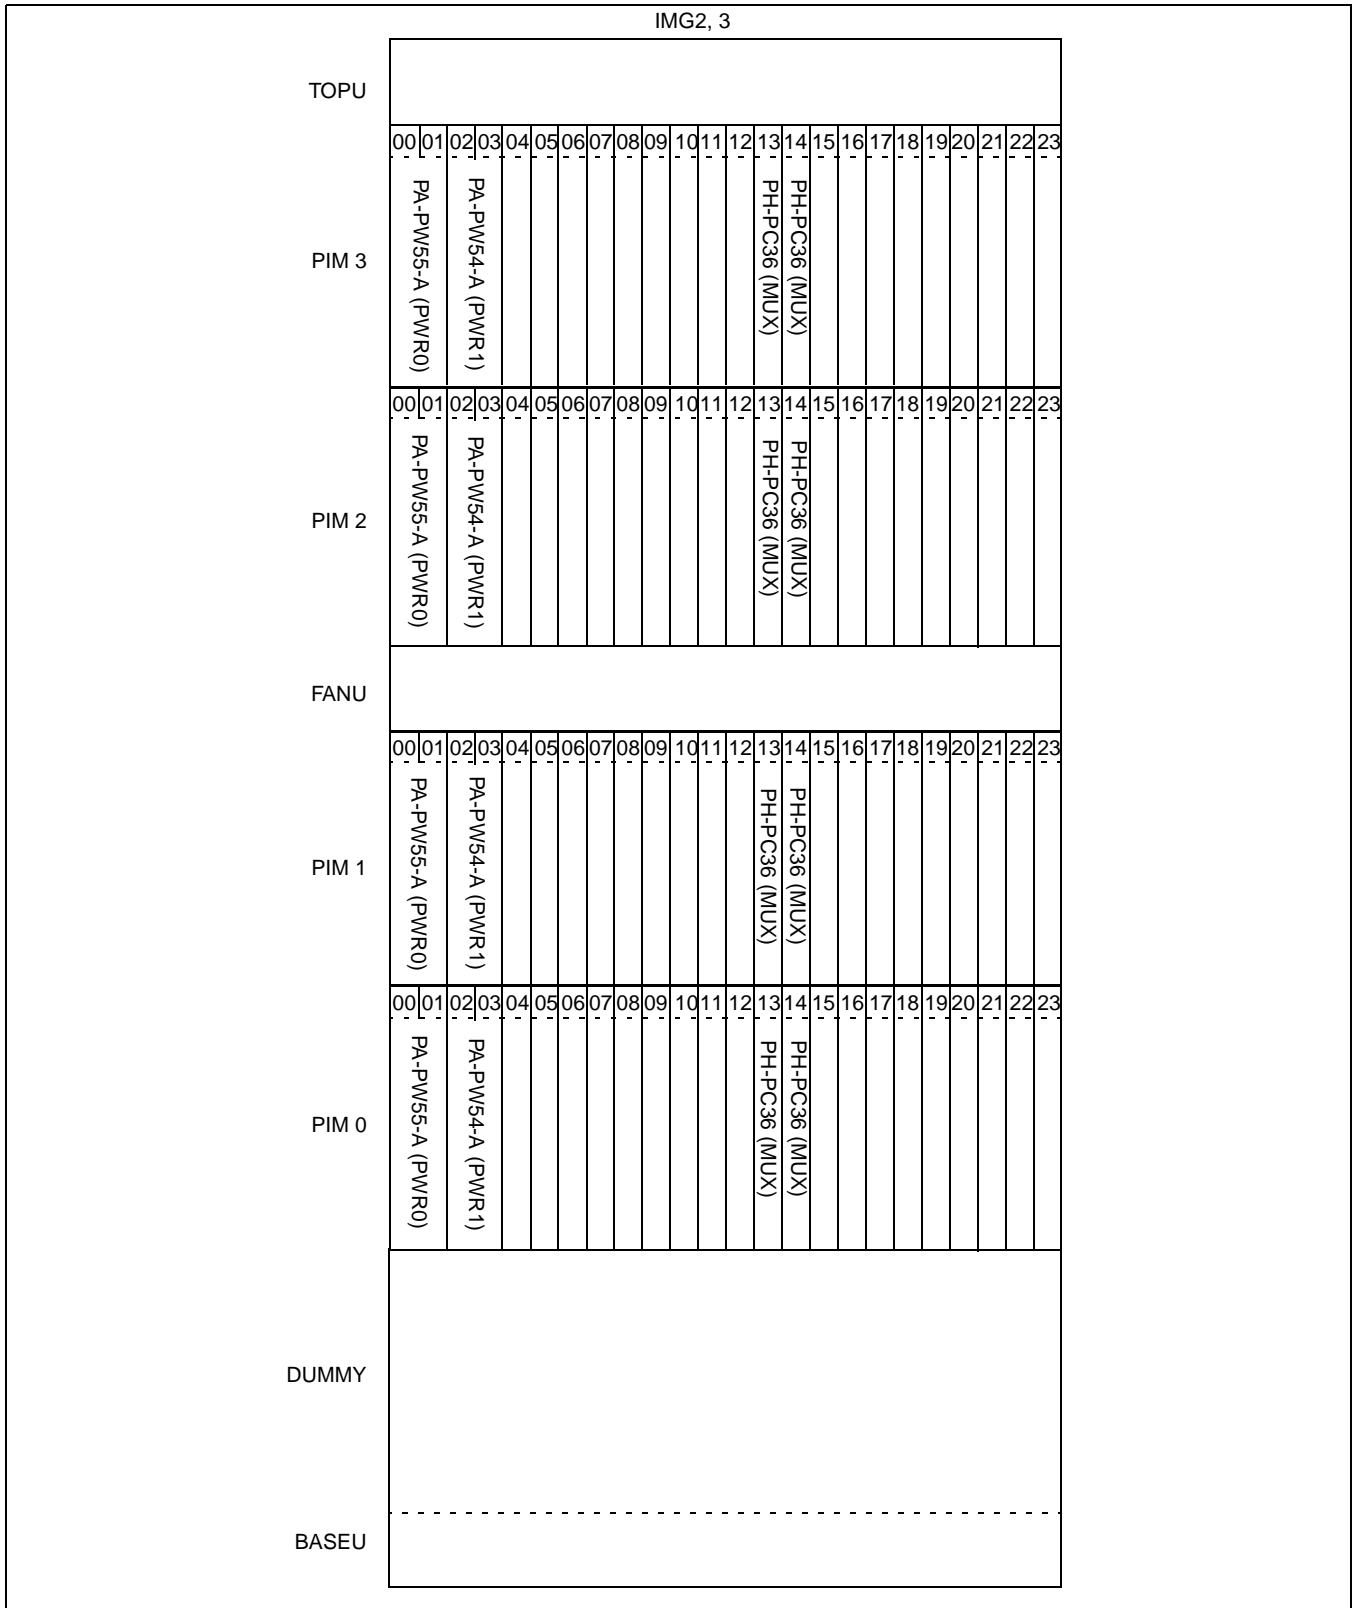 IMG2, 3
TOPU
00 01 02 03 04 05 06 07 08 09 10 11 12 13 14 15 16 17 18 19 20 21 22 23
PIM 3
PA-PW55-A (PWR0)
PA-PW54-A (PWR1)
PH-PC36 (MUX)
PH-PC36 (MUX)
00 01 02 03 04 05 06 07 08 09 10 11 12 13 14 15 16 17 18 19 20 21 22 23
PIM 2
PA-PW55-A (PWR0)
PA-PW54-A (PWR1)
PH-PC36 (MUX)
PH-PC36 (MUX)
FANU
00 01 02 03 04 05 06 07 08 09 10 11 12 13 14 15 16 17 18 19 20 21 22 23
PIM 1
PA-PW55-A (PWR0)
PA-PW54-A (PWR1)
PH-PC36 (MUX)
PH-PC36 (MUX)
00 01 02 03 04 05 06 07 08 09 10 11 12 13 14 15 16 17 18 19 20 21 22 23
PIM 0
PA-PW55-A (PWR0)
PA-PW54-A (PWR1)
PH-PC36 (MUX)
PH-PC36 (MUX)
DUMMY
BASEU